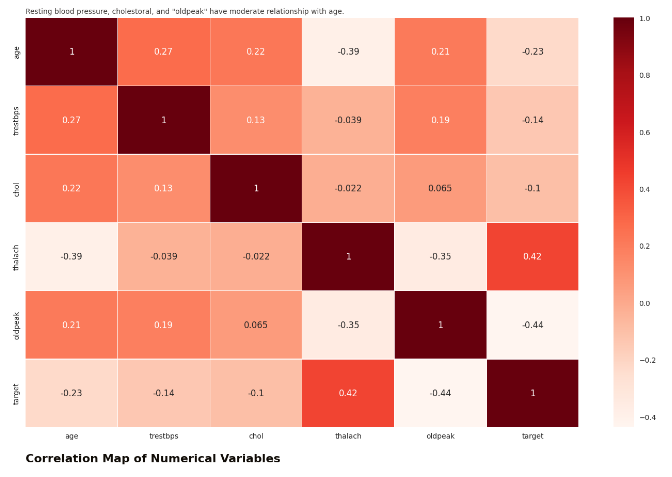 Resting blood pressure, cholestoral, and "oldpeak" have moderate relationship with age.
age 1 0.27 0.22 -0.39 0.21 -0.23
trestbps 0.27 1 0.13 -0.039 0.19 -0.14
chol 0.22 0.13 1 -0.022 0.065 -0.1
thalach -0.39 -0.039 -0.022 1 -0.35 0.42
oldpeak 0.21 0.19 0.065 -0.35 1 -0.44
target -0.23 -0.14 -0.1 0.42 -0.44 1
age trestbps chol thalach oldpeak target
1.0
0.8
0.6
0.4
0.2
0.0
−0.2
−0.4
Correlation Map of Numerical Variables